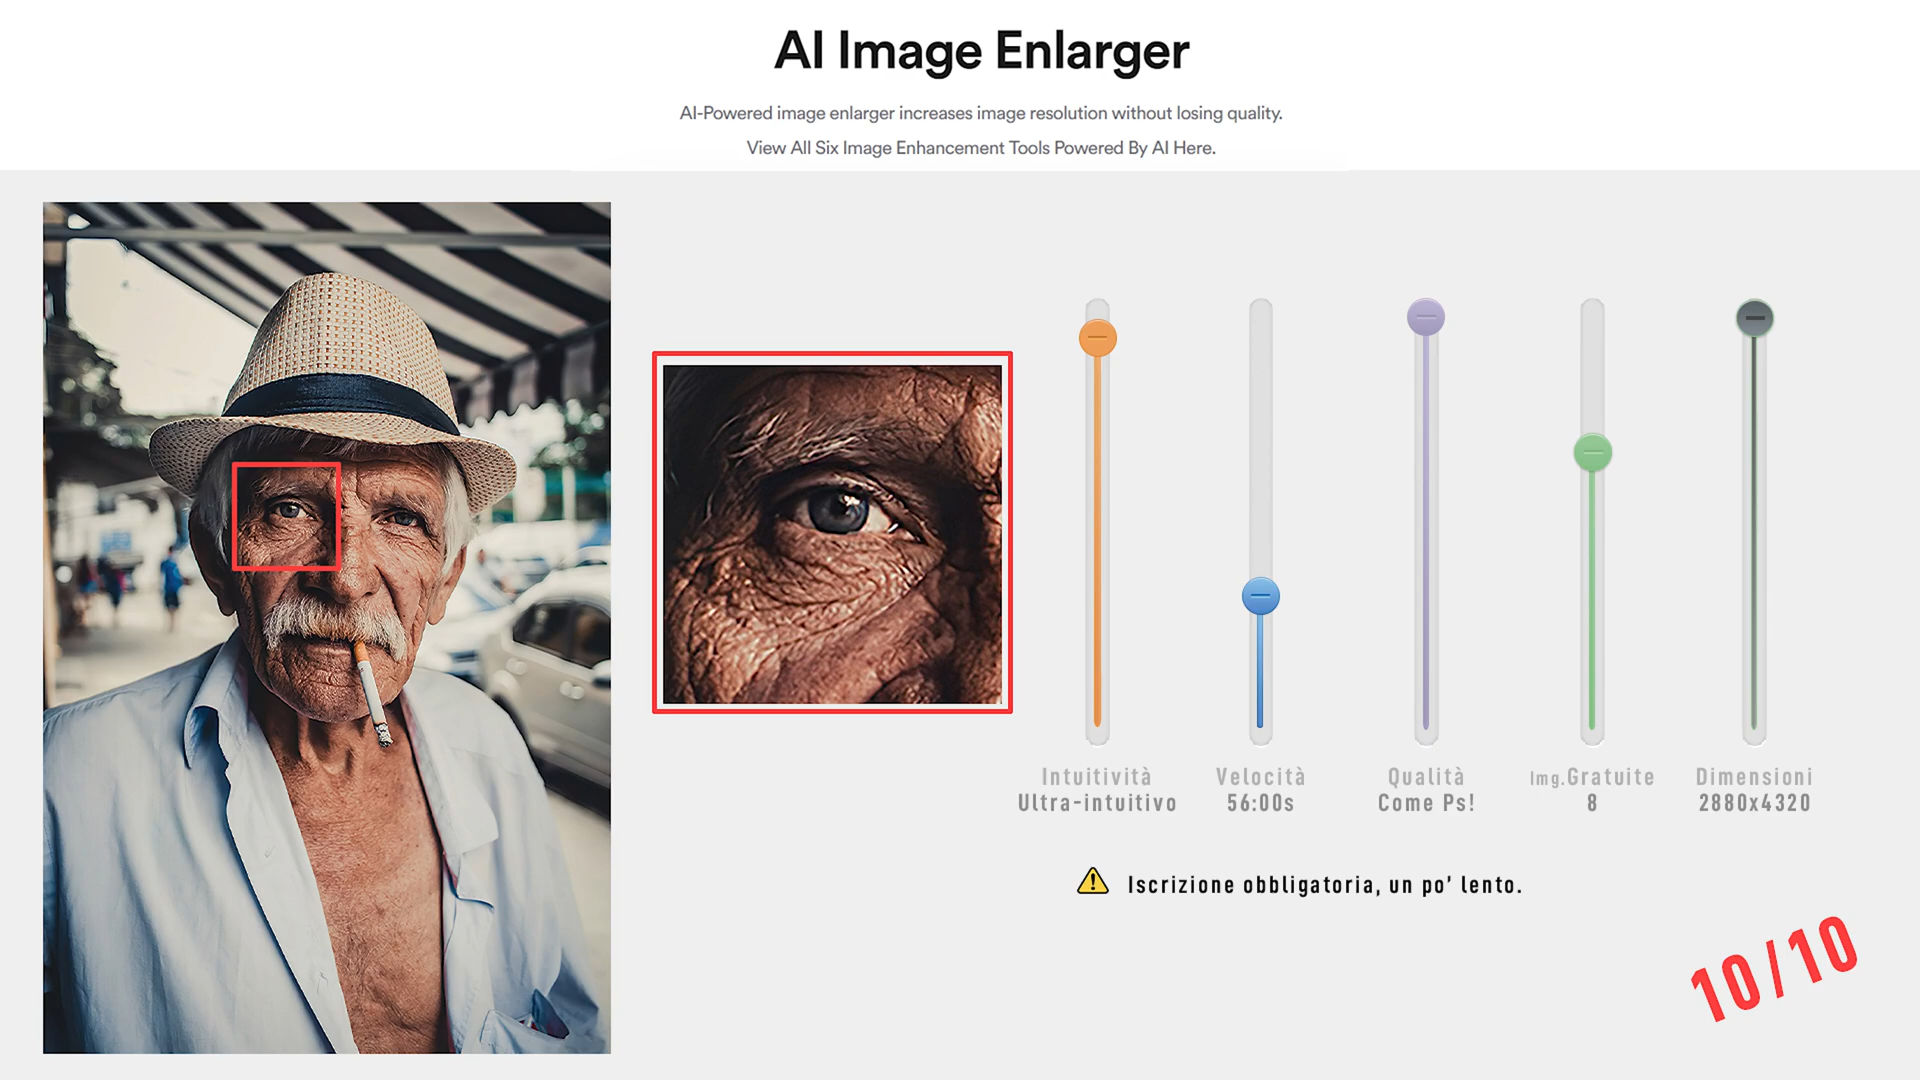 AI Image Enlarger
AI-Powered image enlarger increases image resolution without losing quality.
View All Six Image Enhancement Tools Powered By AI Here.
Intuitività
Ultra-intuitivo
Velocità
56:00s
Qualità
Come Ps!
Img.Gratuite
8
Dimensioni
2880x4320
Iscrizione obbligatoria, un po' lento.
10/10